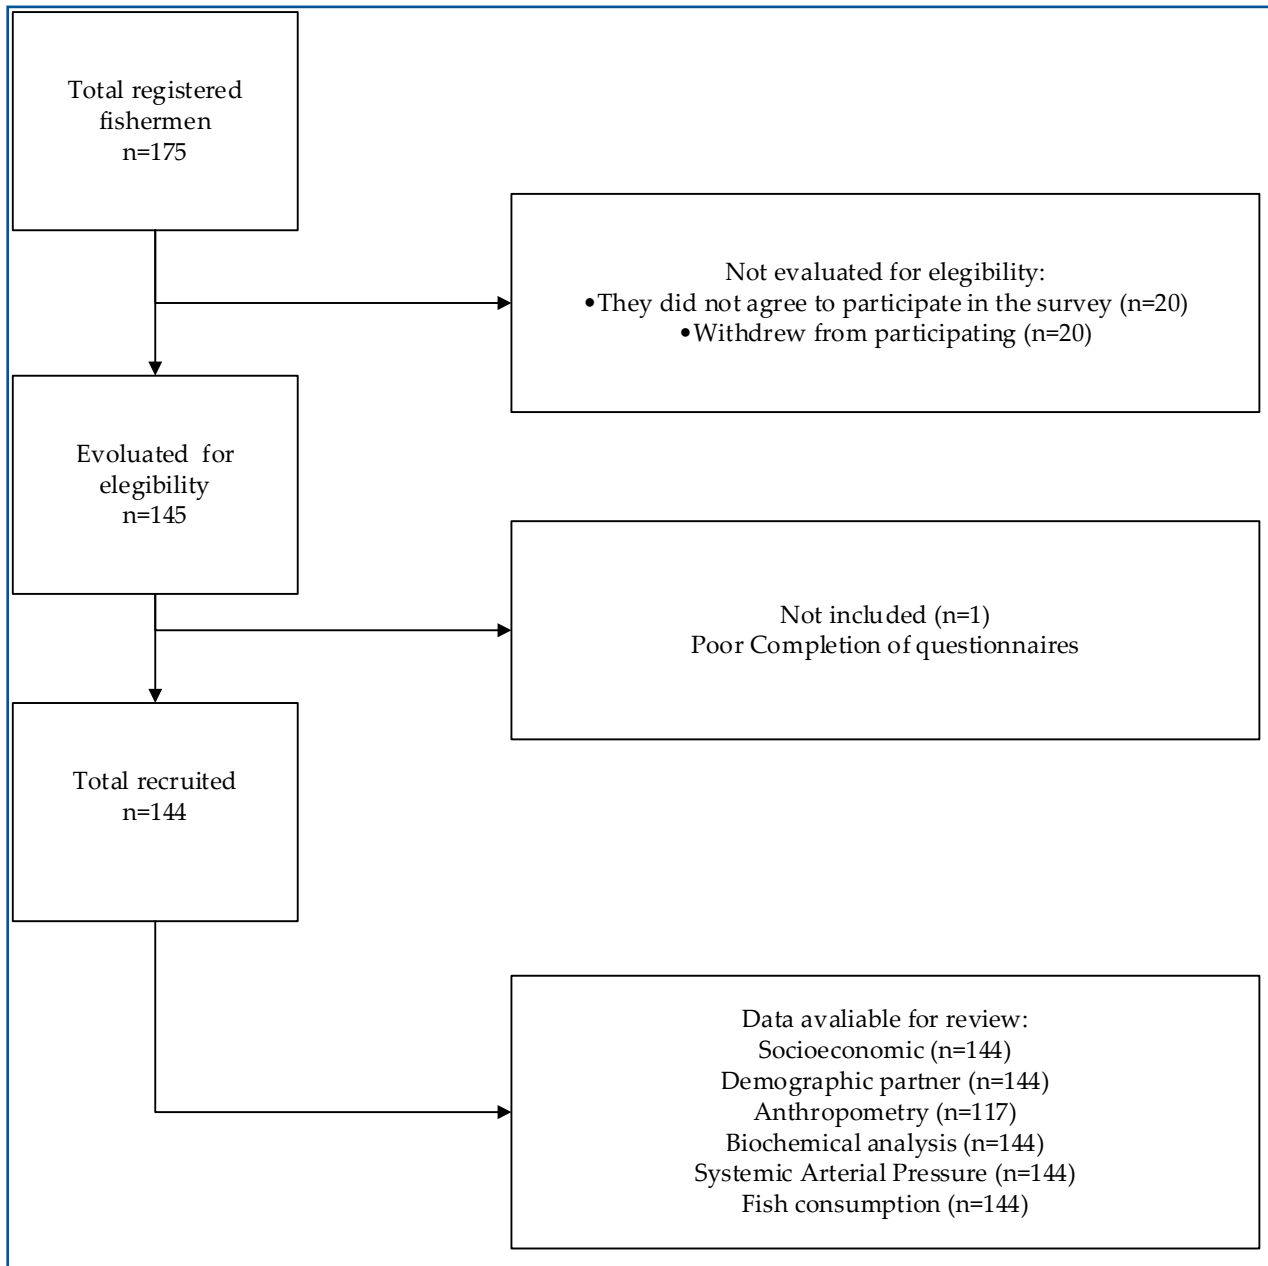 Total registered
fishermen
n=175
Not evaluated for elegibility:
•They did not agree to participate in the survey (n=20)
•Withdrew from participating (n=20)
Evoluated for
elegibility
n=145
Not included (n=1)
Poor Completion of questionnaires
Total recruited
n=144
Data avaliable for review:
Socioeconomic (n=144)
Demographic partner (n=144)
Anthropometry (n=117)
Biochemical analysis (n=144)
Systemic Arterial Pressure (n=144)
Fish consumption (n=144)